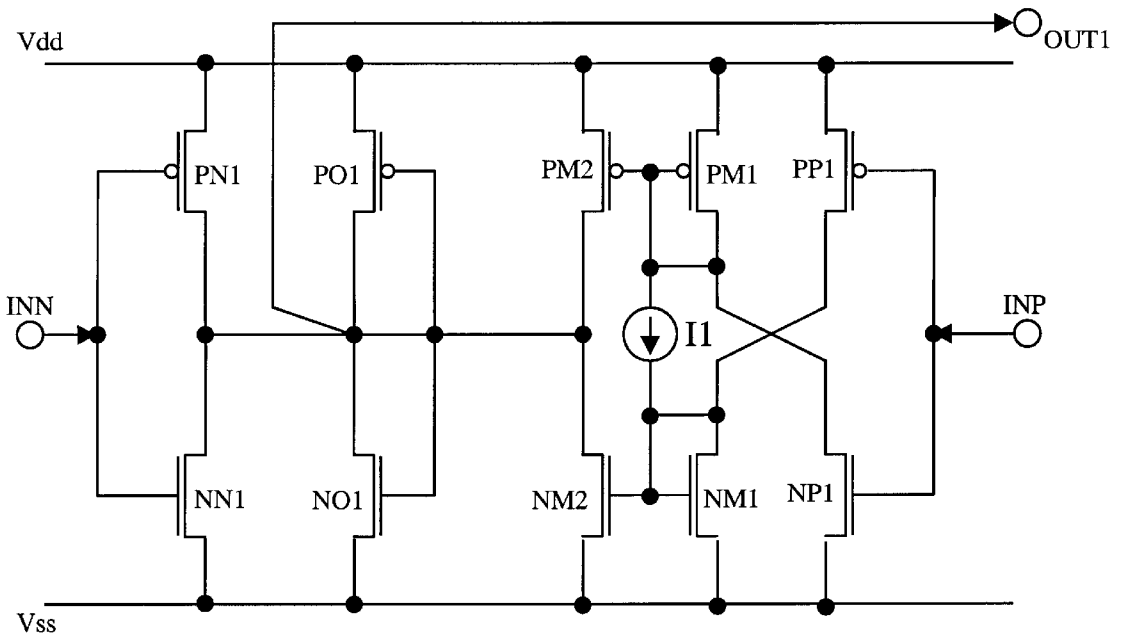 Vdd
OUT1
PN1
PO1
PM2
PM1
PP1
INN
I1
INP
NN1
NO1
NM2
NM1
NP1
Vss